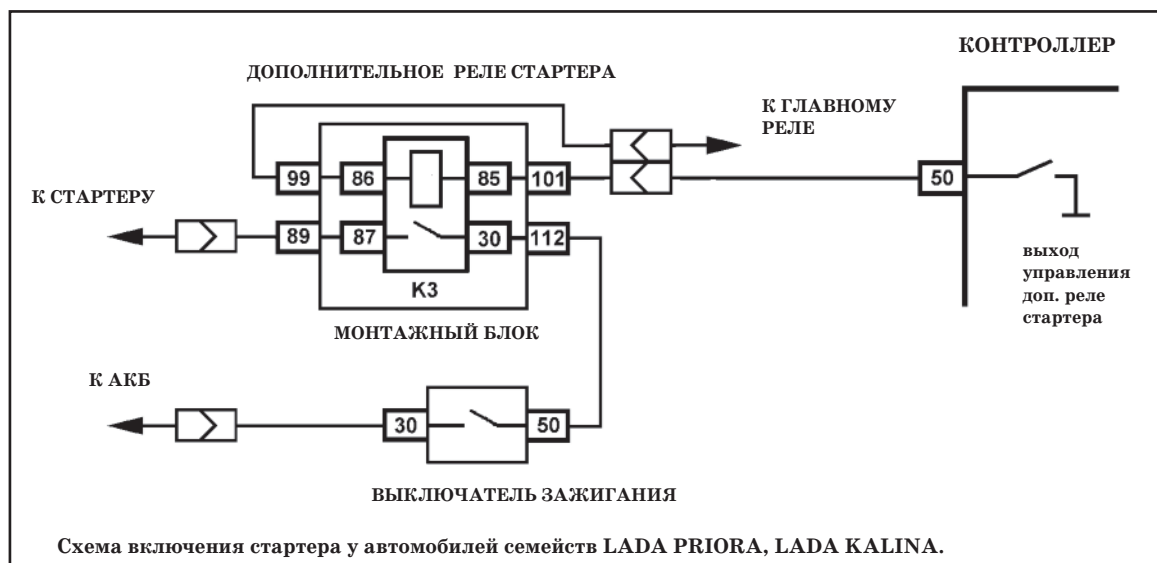 КОНТРОЛЛЕР
ДОПОЛНИТЕЛЬНОЕ РЕЛЕ СТАРТЕРА
К ГЛАВНОМУ
РЕЛЕ
99 86 85 101
50
К СТАРТЕРУ
89 87 30 112
К3
выход
управления
доп. реле
стартера
МОНТАЖНЫЙ БЛОК
К АКБ
30 50
ВЫКЛЮЧАТЕЛЬ ЗАЖИГАНИЯ
Схема включения стартера у автомобилей семейств LADA PRIORA, LADA KALINA.